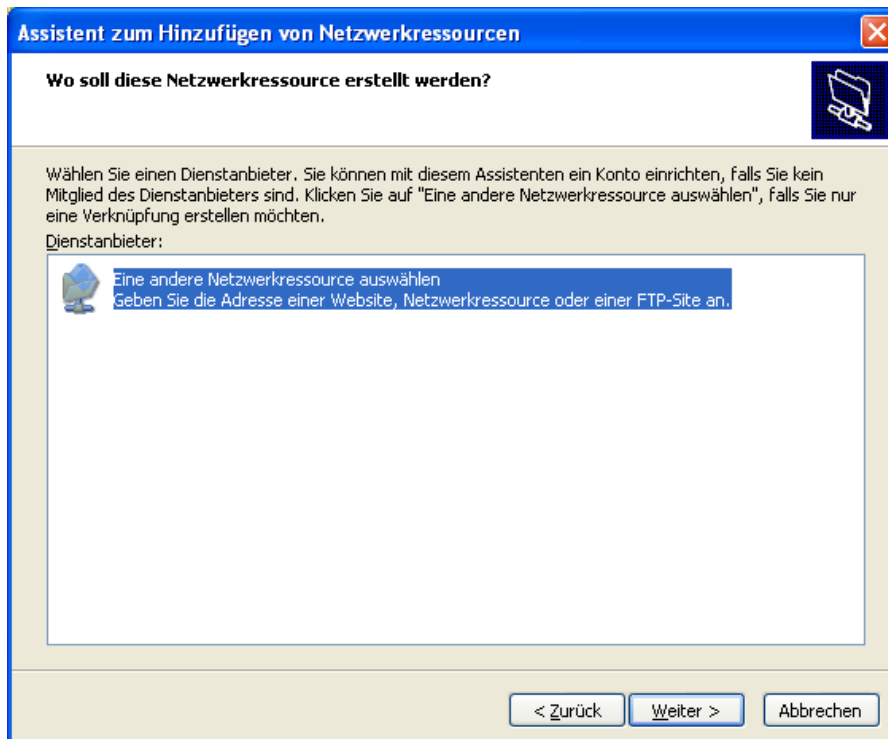 Assistent zum Hinzufügen von Netzwerkressourcen
Wo soll diese Netzwerkressource erstellt werden?
Wählen Sie einen Dienstanbieter. Sie können mit diesem Assistenten ein Konto einrichten, falls Sie kein
Mitglied des Dienstanbieters sind. Klicken Sie auf "Eine andere Netzwerkressource auswählen", falls Sie nur
eine Verknüpfung erstellen möchten.
Dienstanbieter:
Eine andere Netzwerkressource auswählen
Geben Sie die Adresse einer Website, Netzwerkressource oder einer FTP-Site an.
< Zurück Weiter > Abbrechen